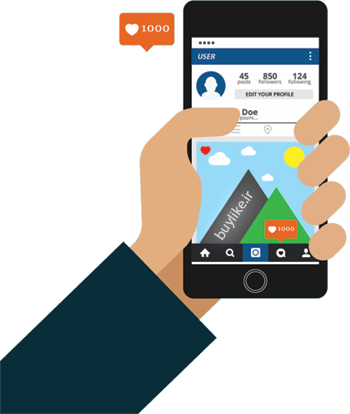 1000
USER
45
posts
850
followers
124
following
EDIT YOUR PROFILE
Doe
buylike.ir
1000